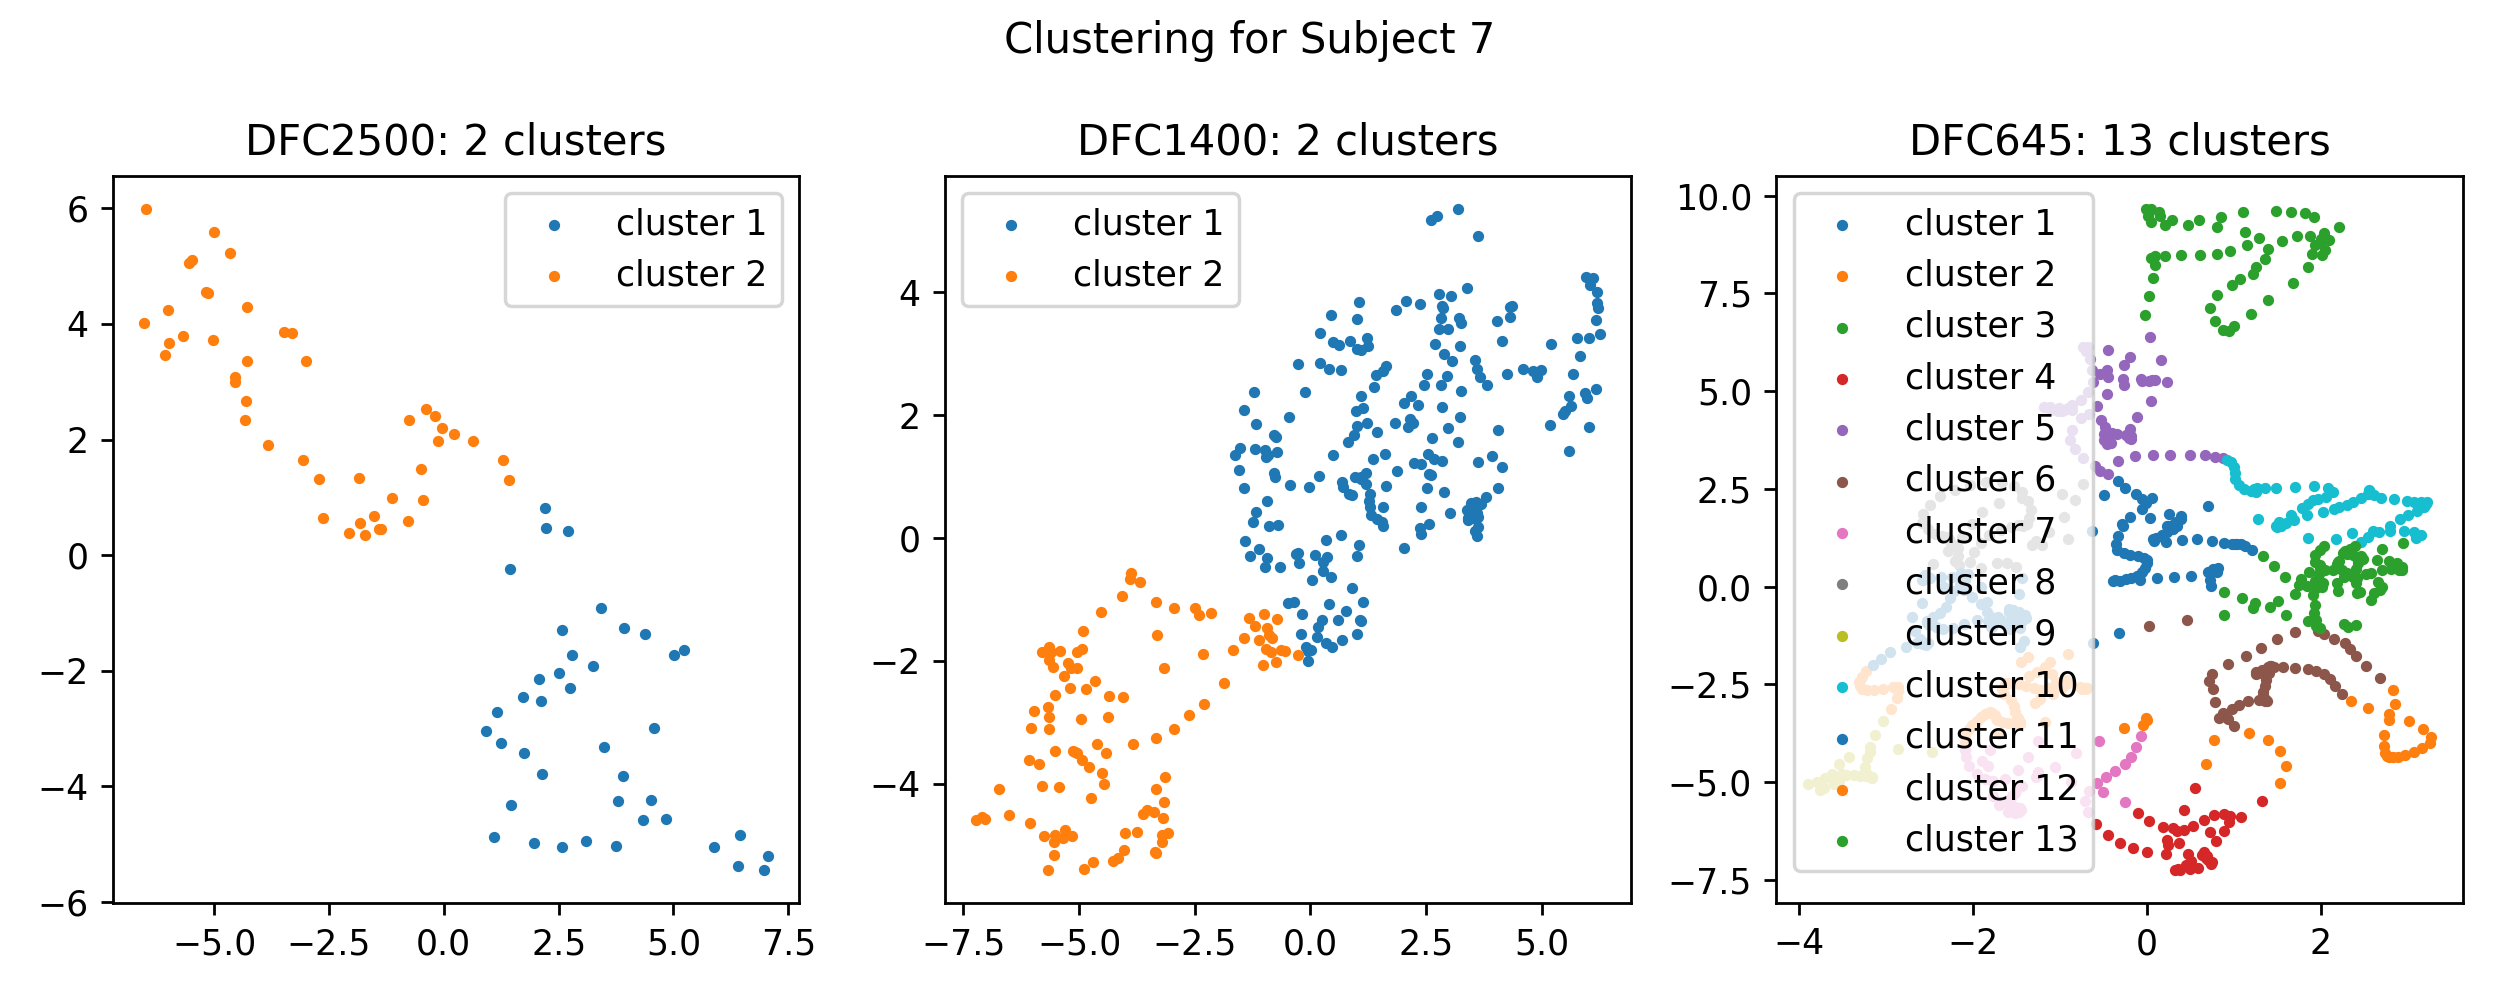 Clustering for Subject 7
DFC2500: 2 clusters
6
4
2
0
−2
−4
−6
−5.0 −2.5 0.0 2.5 5.0 7.5
cluster 1
cluster 2
DFC1400: 2 clusters
4
2
0
−2
−4
−7.5 −5.0 −2.5 0.0 2.5 5.0
cluster 1
cluster 2
DFC645: 13 clusters
10.0
7.5
5.0
2.5
0.0
−2.5
−5.0
−7.5
−4 −2 0 2
cluster 1
cluster 2
cluster 3
cluster 4
cluster 5
cluster 6
cluster 7
cluster 8
cluster 9
cluster 10
cluster 11
cluster 12
cluster 13